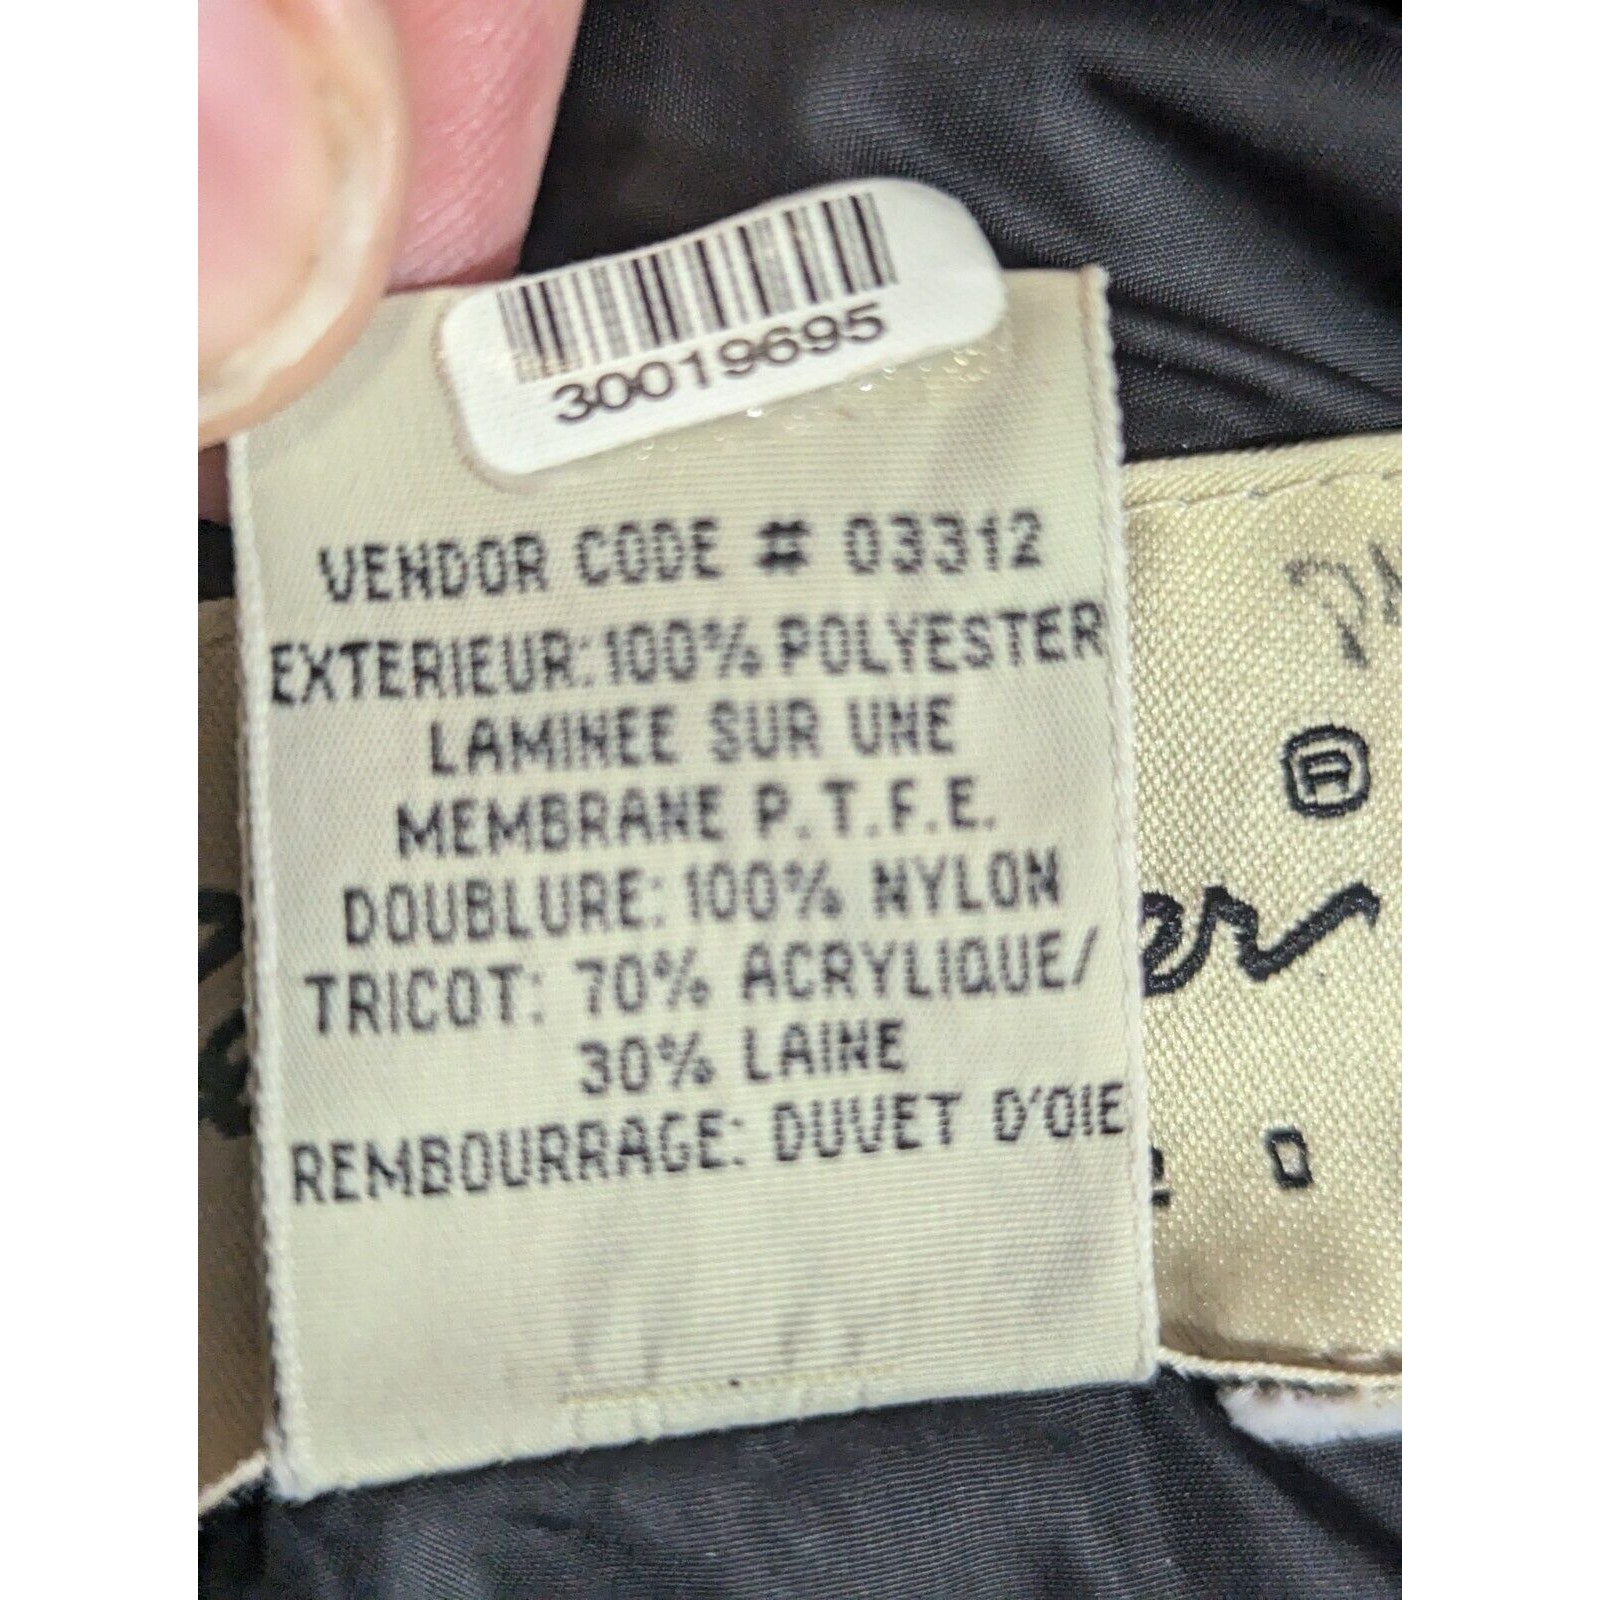 30019695
VENDOR CODE # 03312
EXTERIEUR: 100% POLYESTER
LAMINEE SUR UNE
MEMBRANE P.T.F.E.
DOUBLURE: 100% NYLON
TRICOT: 70% ACRYLIQUE/
30% LAINE
REMBOURRAGE: DUVET D'OIE
®
er